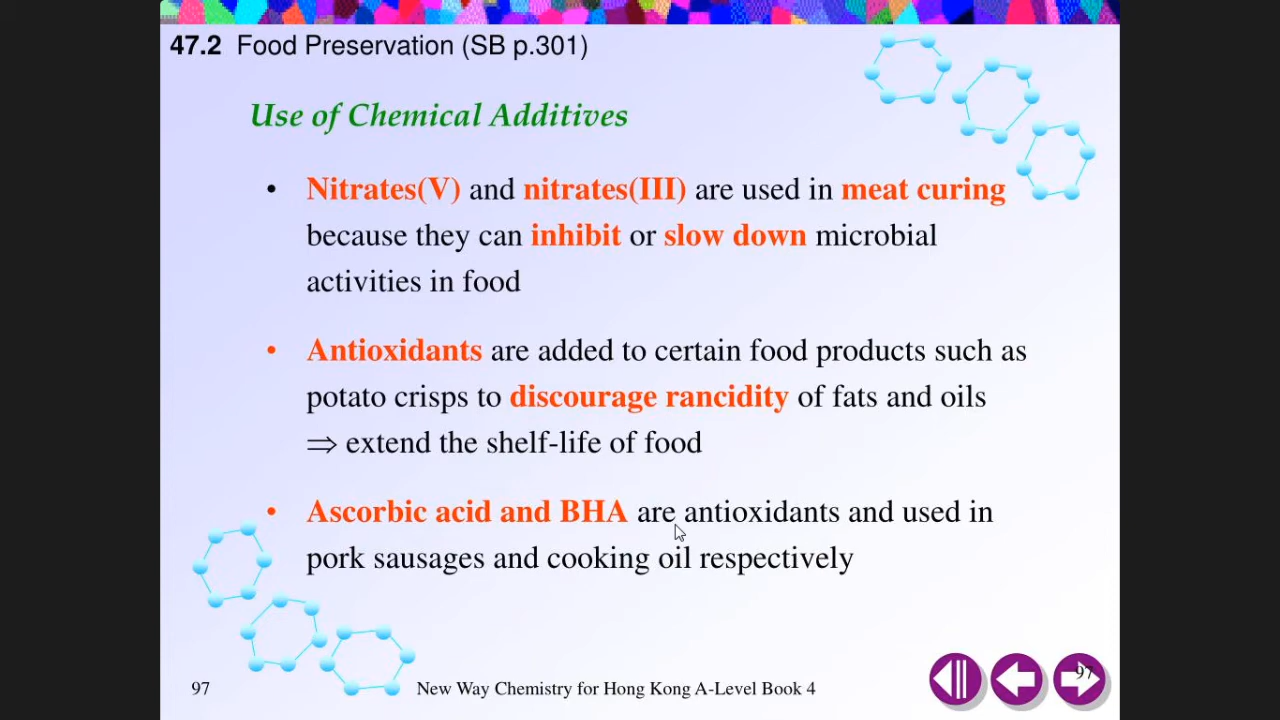 47.2 Food Preservation (SB p.301)
Use of Chemical Additives
• Nitrates(V) and nitrates(III) are used in meat curing
because they can inhibit or slow down microbial
activities in food
• Antioxidants are added to certain food products such as
potato crisps to discourage rancidity of fats and oils
⇒ extend the shelf-life of food
• Ascorbic acid and BHA are antioxidants and used in
pork sausages and cooking oil respectively
97
97 New Way Chemistry for Hong Kong A-Level Book 4